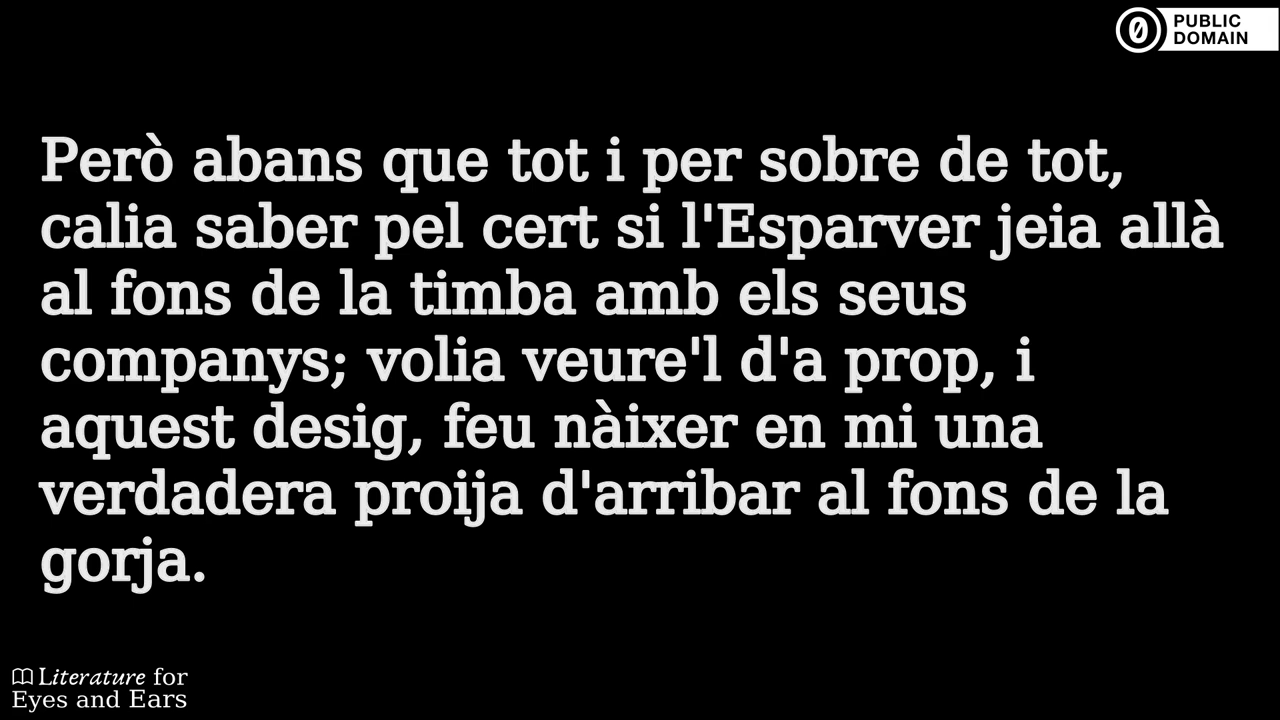 PUBLIC
DOMAIN
Però abans que tot i per sobre de tot,
calia saber pel cert si l'Esparver jeia allà
al fons de la timba amb els seus
companys; volia veure'l d'a prop, i
aquest desig, feu nàixer en mi una
verdadera proija d'arribar al fons de la
gorja.
Literature for
Eyes and Ears